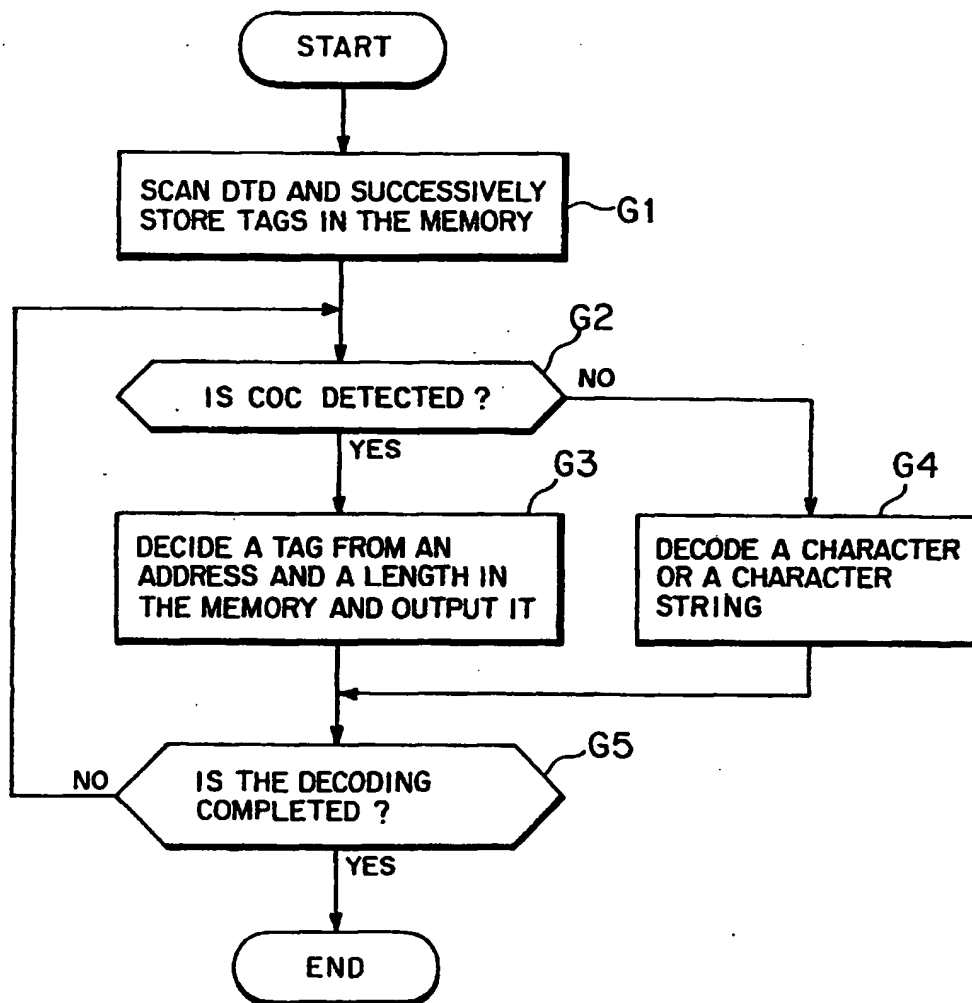 START
SCAN DTD AND SUCCESSIVELY
STORE TAGS IN THE MEMORY
G1
G2
IS COC DETECTED ?
NO
YES
G3
G4
DECIDE A TAG FROM AN
ADDRESS AND A LENGTH IN
THE MEMORY AND OUTPUT IT
DECODE A CHARACTER
OR A CHARACTER
STRING
G5
NO
IS THE DECODING
COMPLETED ?
YES
END